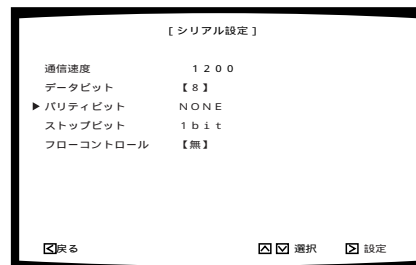 [シリアル設定]
通信速度 1200
データビット 【8】
▶パリティビット NONE
ストップビット 1bit
フローコントロール 【無】
戻る 選択 設定